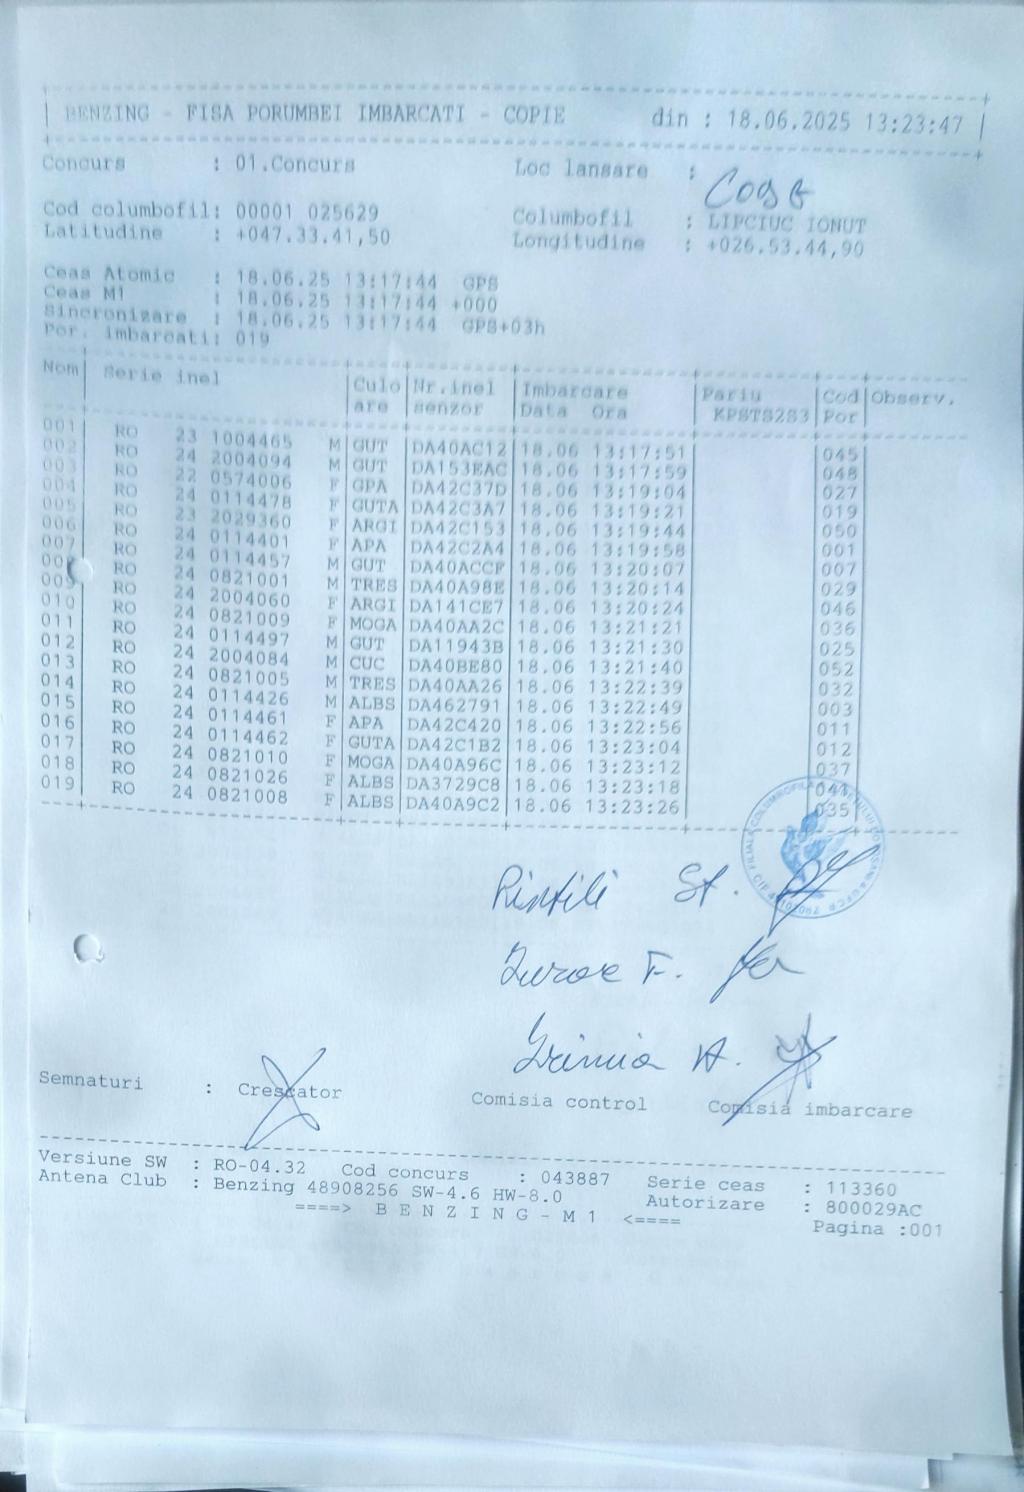 BENZING - FISA PORUMBEI IMBARCATI - COPIE din : 18.06.2025 13:23:47
Concurs : 01.Concurs Loc lansare :
Cod columbofil: 00001 025629 Columbofil : LIPCIUC IONUT
Latitudine : +047.33.41,50 Longitudine : +026.53.44,90
Ceas Atomic : 18.06.25 13:17:44 GPS
Ceas M1 : 18.06.25 13:17:44 +000
Sincronizare : 18.06.25 13:17:44 GPS+03h
Por. imbarcati: 019
Nom Serie inel Culo Nr.inel Imbarcare Pariu Cod Observ.
are senzor Data Ora KPSTS2S3 Por
001 RO 23 1004465 M GUT DA40AC12 18.06 13:17:51 045
002 RO 24 2004094 M GUT DA153EAC 18.06 13:17:59 048
003 RO 22 0574006 F GPA DA42C37D 18.06 13:19:04 027
004 RO 24 0114478 F GUTA DA42C3A7 18.06 13:19:21 019
005 RO 23 2029360 F ARGI DA42C153 18.06 13:19:44 050
006 RO 24 0114401 F APA DA42C2A4 18.06 13:19:58 001
007 RO 24 0114457 M GUT DA40ACCF 18.06 13:20:07 007
008 RO 24 0821001 M TRES DA40A98E 18.06 13:20:14 029
009 RO 24 2004060 F ARGI DA141CE7 18.06 13:20:24 046
010 RO 24 0821009 F MOGA DA40AA2C 18.06 13:21:21 036
011 RO 24 0114497 M GUT DA11943B 18.06 13:21:30 025
012 RO 24 2004084 M CUC DA40BE80 18.06 13:21:40 052
013 RO 24 0821005 M TRES DA40AA26 18.06 13:22:39 032
014 RO 24 0114426 M ALBS DA462791 18.06 13:22:49 003
015 RO 24 0114461 F APA DA42C420 18.06 13:22:56 011
016 RO 24 0114462 F GUTA DA42C1B2 18.06 13:23:04 012
017 RO 24 0821010 F MOGA DA40A96C 18.06 13:23:12 037
018 RO 24 0821026 F ALBS DA3729C8 18.06 13:23:18
019 RO 24 0821008 F ALBS DA40A9C2 18.06 13:23:26 035
St.
F.
A.
Semnaturi : Crescator Comisia control Comisia imbarcare
Versiune SW : RO-04.32 Cod concurs : 043887 Serie ceas : 113360
Antena Club : Benzing 48908256 SW-4.6 HW-8.0 Autorizare : 800029AC
====> B E N Z I N G - M 1 <====
Pagina :001